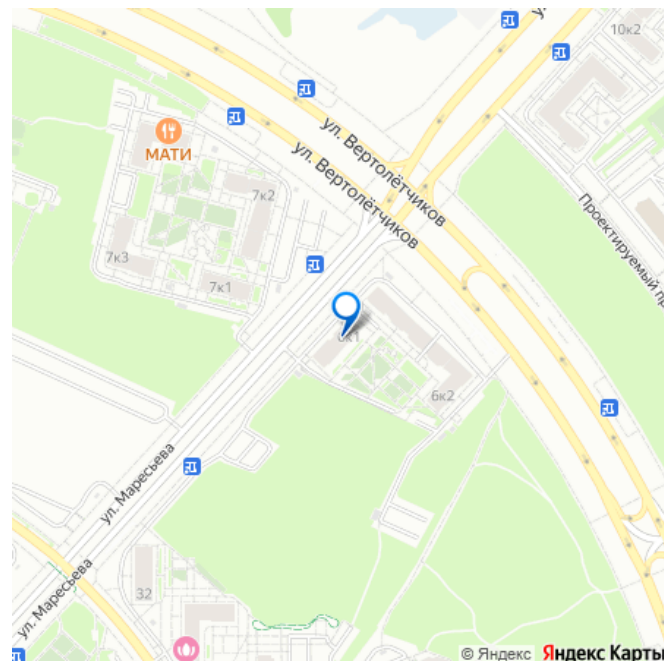 10к2
ул. Вертолётчиков
ул. Вертолётчиков
МАТИ
7к2
7к3
7к1
Проектируемый пр
6к2
ул. Маресьева
ул. Маресьева
32
© Яндекс Яндекс Карты